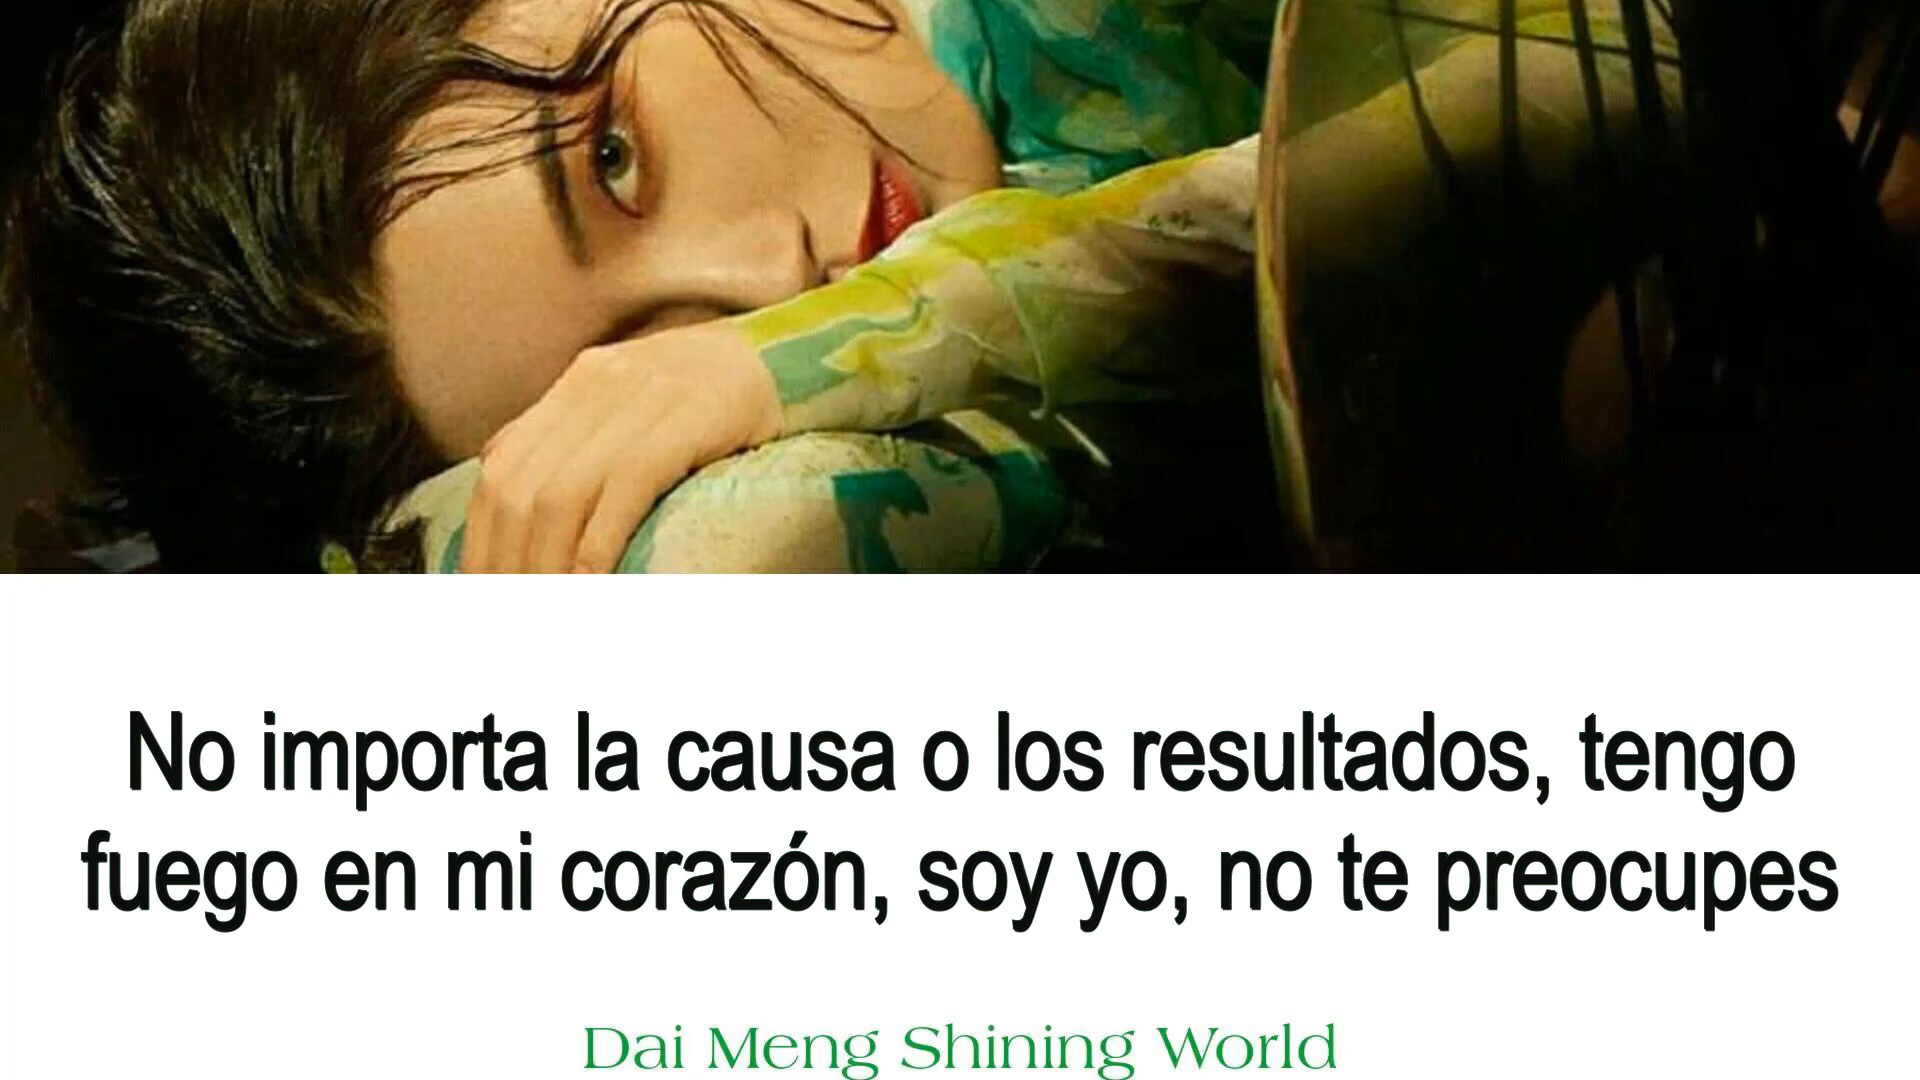 No importa la causa o los resultados, tengo
fuego en mi corazón, soy yo, no te preocupes
Dai Meng Shining World